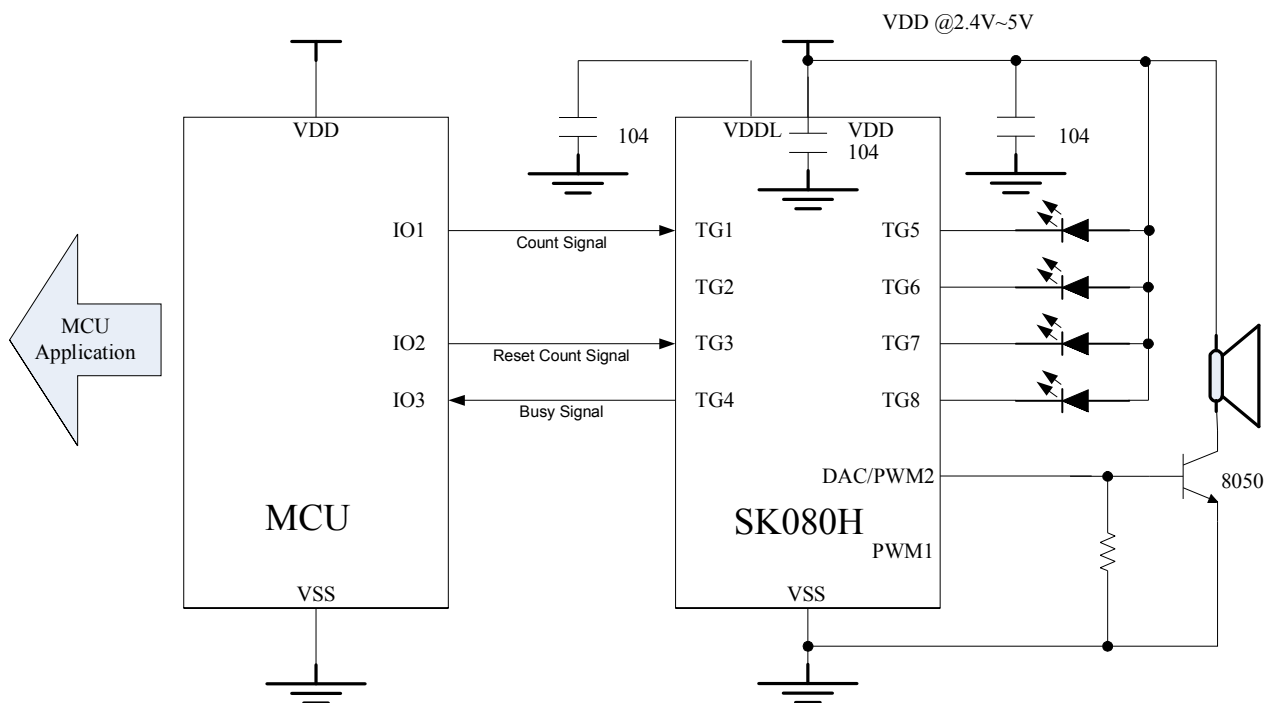 VDD @2.4V~5V
VDD
104
VDDL
VDD
104
104
IO1
Count Signal
TG1
TG5
TG2
TG6
MCU
Application
IO2
Reset Count Signal
TG3
TG7
IO3
Busy Signal
TG4
TG8
DAC/PWM2
8050
MCU
SK080H
PWM1
VSS
VSS